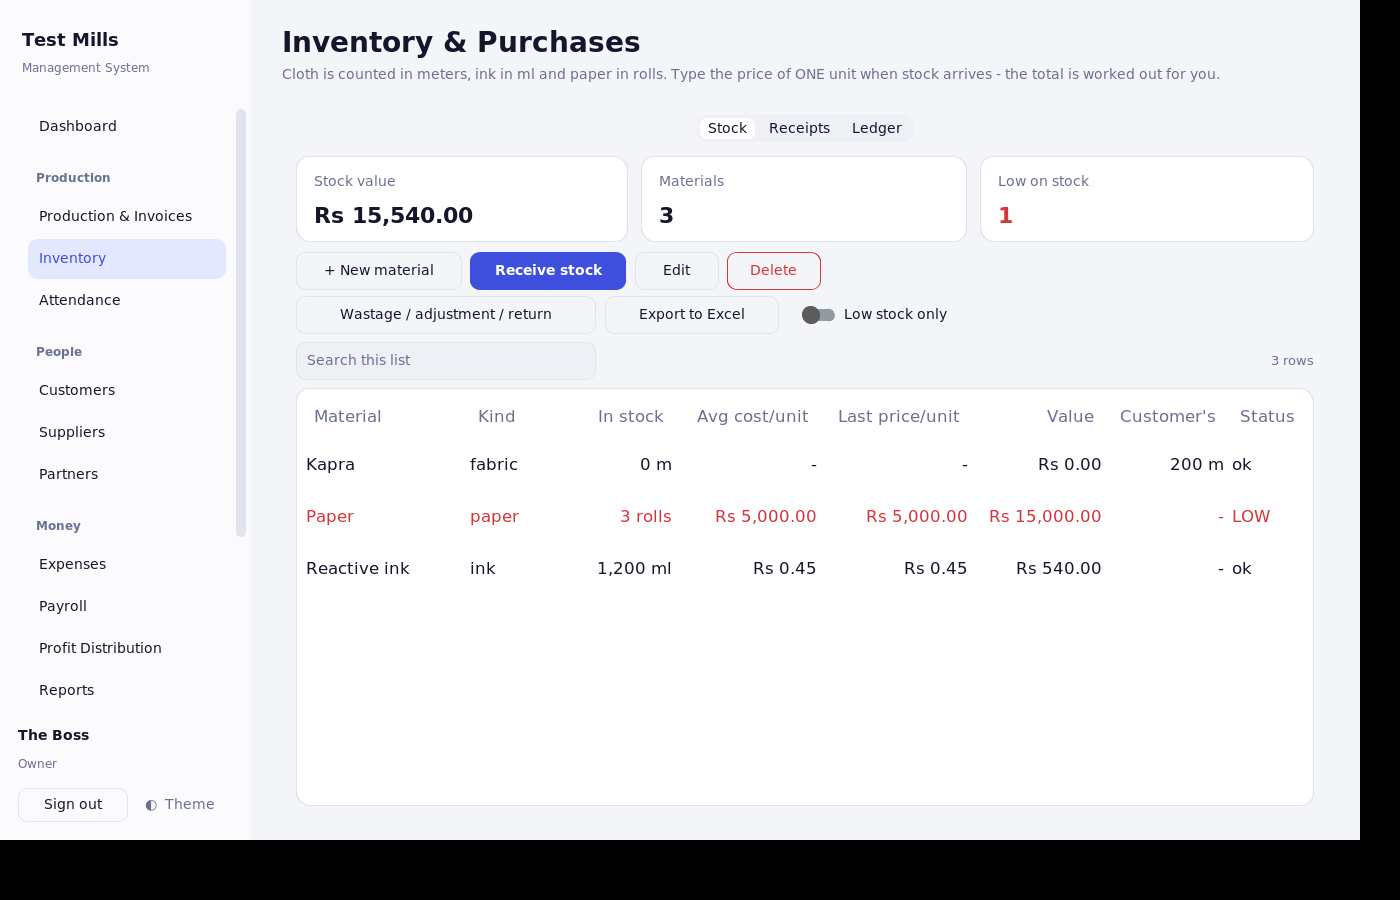 Test Mills
Management System
Dashboard
Production
Production & Invoices
Inventory
Attendance
People
Customers
Suppliers
Partners
Money
Expenses
Payroll
Profit Distribution
Reports
The Boss
Owner
Sign out
◐ Theme
Inventory & Purchases
Cloth is counted in meters, ink in ml and paper in rolls. Type the price of ONE unit when stock arrives - the total is worked out for you.
Stock Receipts Ledger
Stock value
Rs 15,540.00
Materials
3
Low on stock
1
+ New material Receive stock Edit Delete
Wastage / adjustment / return Export to Excel Low stock only
Search this list 3 rows
Material Kind In stock Avg cost/unit Last price/unit Value Customer's Status
Kapra fabric 0 m - - Rs 0.00 200 m ok
Paper paper 3 rolls Rs 5,000.00 Rs 5,000.00 Rs 15,000.00 - LOW
Reactive ink ink 1,200 ml Rs 0.45 Rs 0.45 Rs 540.00 - ok